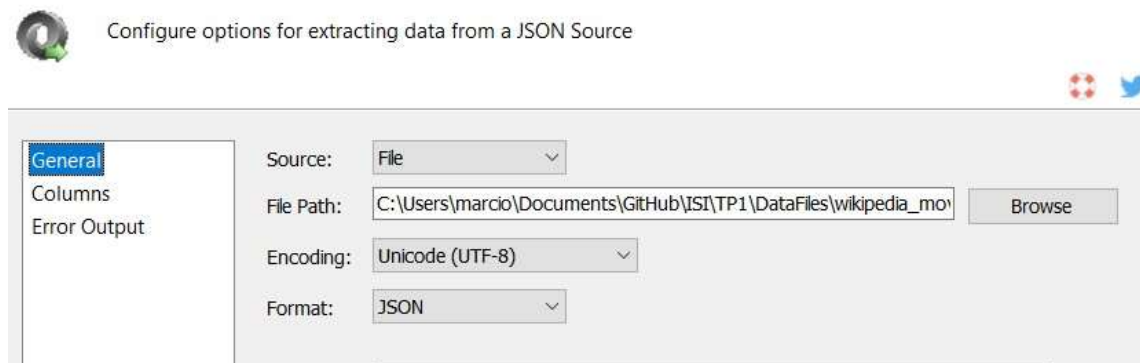 Configure options for extracting data from a JSON Source
General
Columns
Error Output
Source: File
File Path: C:\Users\marcio\Documents\GitHub\ISI\TP1\DataFiles\wikipedia_mov Browse
Encoding: Unicode (UTF-8)
Format: JSON